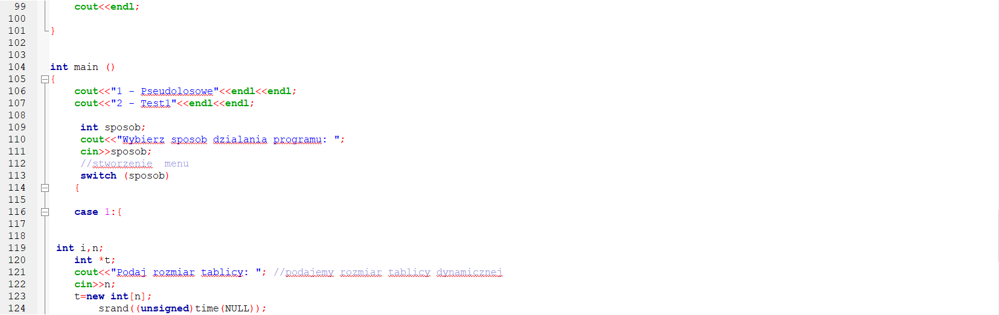 99 cout<<endl;
100
101 }
102
103
104 int main ()
105 {
106 cout<<"1 - Pseudolosowe"<<endl<<endl;
107 cout<<"2 - Test1"<<endl<<endl;
108
109 int sposob;
110 cout<<"Wybierz sposob dzialania programu: ";
111 cin>>sposob;
112 //stworzenie  menu
113 switch (sposob)
114 {
115
116 case 1:{
117
118
119 int i,n;
120 int *t;
121 cout<<"Podaj rozmiar tablicy: "; //podajemy rozmiar tablicy dynamicznej
122 cin>>n;
123 t=new int[n];
124 srand((unsigned)time(NULL));